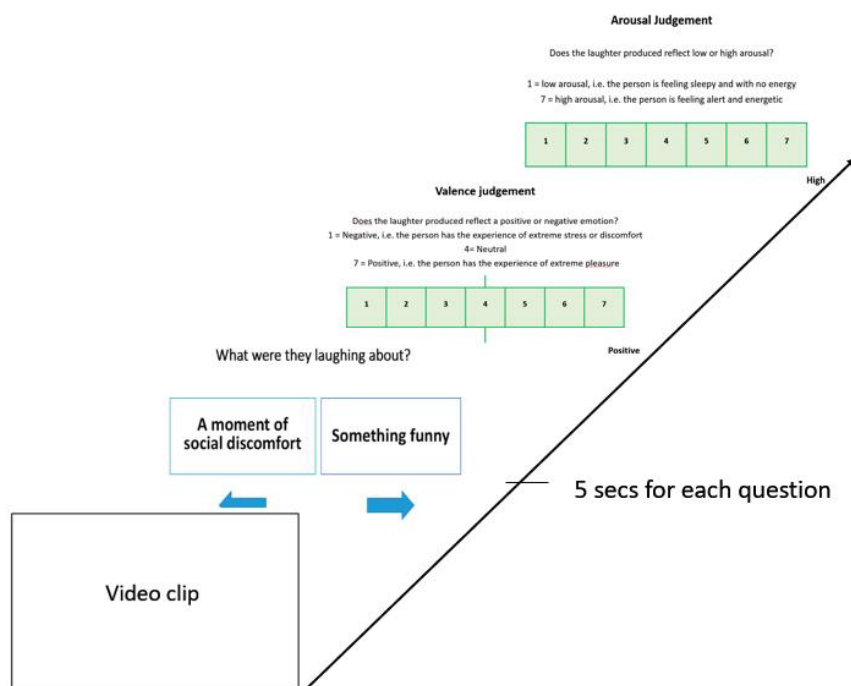 Arousal Judgement
Does the laughter produced reflect low or high arousal?
1 = low arousal, i.e. the person is feeling sleepy and with no energy
7 = high arousal, i.e. the person is feeling alert and energetic
1 2 3 4 5 6 7
High
Valence judgement
Does the laughter produced reflect a positive or negative emotion?
1 = Negative, i.e. the person has the experience of extreme stress or discomfort
4= Neutral
7 = Positive, i.e. the person has the experience of extreme pleasure
1 2 3 4 5 6 7
Positive
What were they laughing about?
A moment of
social discomfort
Something funny
5 secs for each question
Video clip